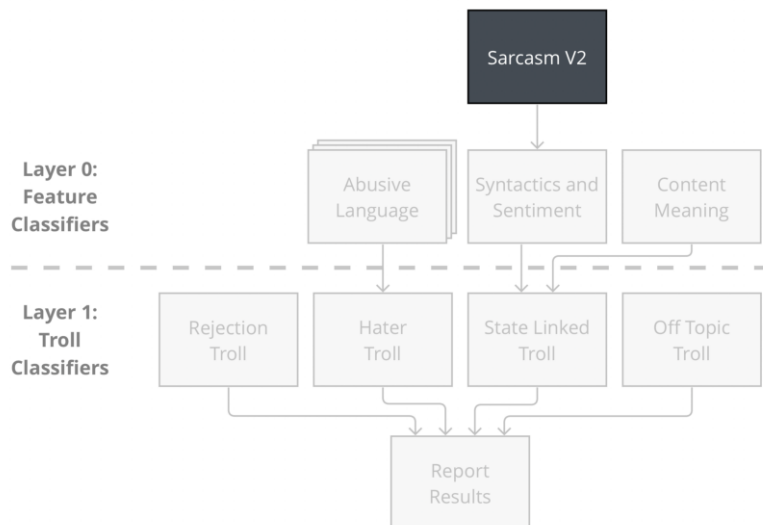 Sarcasm V2
Layer 0:
Feature
Classifiers
Abusive
Language
Syntactics and
Sentiment
Content
Meaning
Layer 1:
Troll
Classifiers
Rejection
Troll
Hater
Troll
State Linked
Troll
Off Topic
Troll
Report
Results